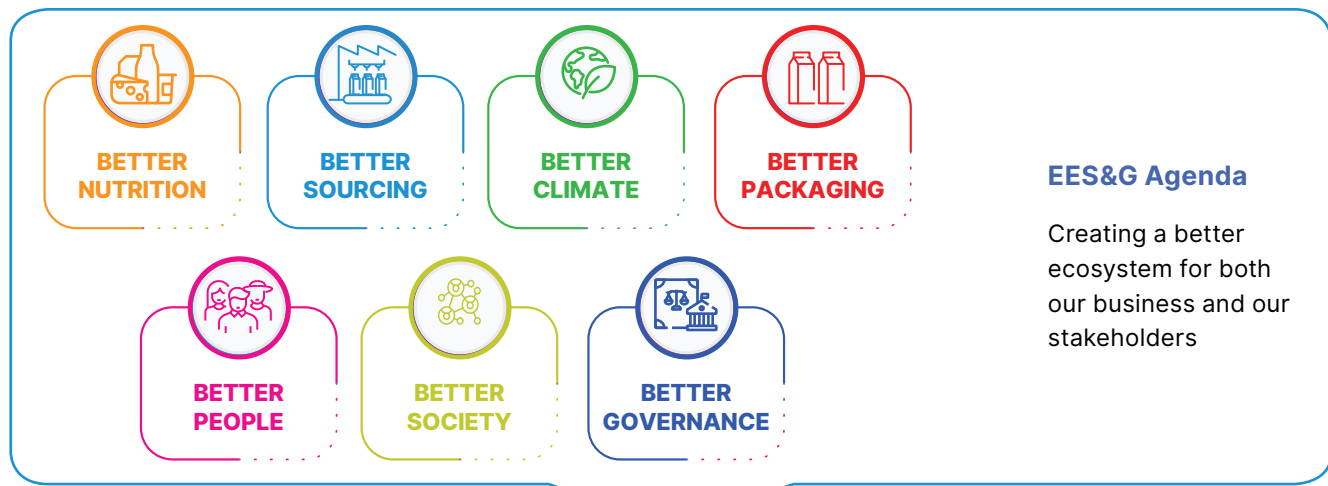 BETTER
NUTRITION
BETTER
SOURCING
BETTER
CLIMATE
BETTER
PACKAGING
BETTER
PEOPLE
BETTER
SOCIETY
BETTER
GOVERNANCE
EES&G Agenda
Creating a better
ecosystem for both
our business and our
stakeholders